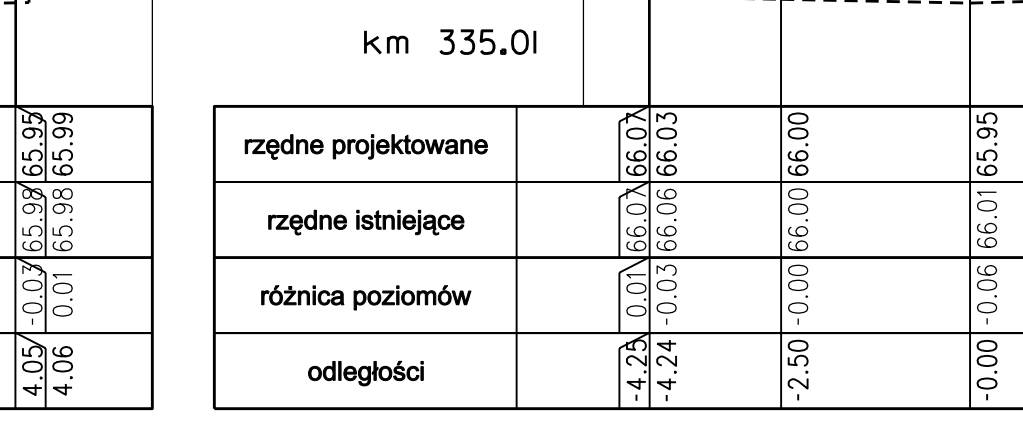 km 335.01
65.95 65.99
65.98 65.98
-0.03 0.01
4.05 4.06
rzędne projektowane 66.07 66.03 66.00 65.95
rzędne istniejące 66.07 66.06 66.00 66.01
różnica poziomów 0.01 -0.03 -0.00 -0.06
odległości -4.25 -4.24 -2.50 -0.00